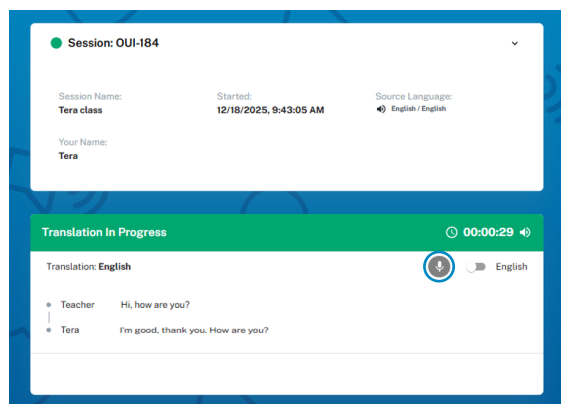 Session: OUI-184
Session Name:
Tera class
Started:
12/18/2025, 9:43:05 AM
Source Language:
English / English
Your Name:
Tera
Translation In Progress
00:00:29
Translation: English
English
Teacher Hi, how are you?
Tera I'm good, thank you. How are you?